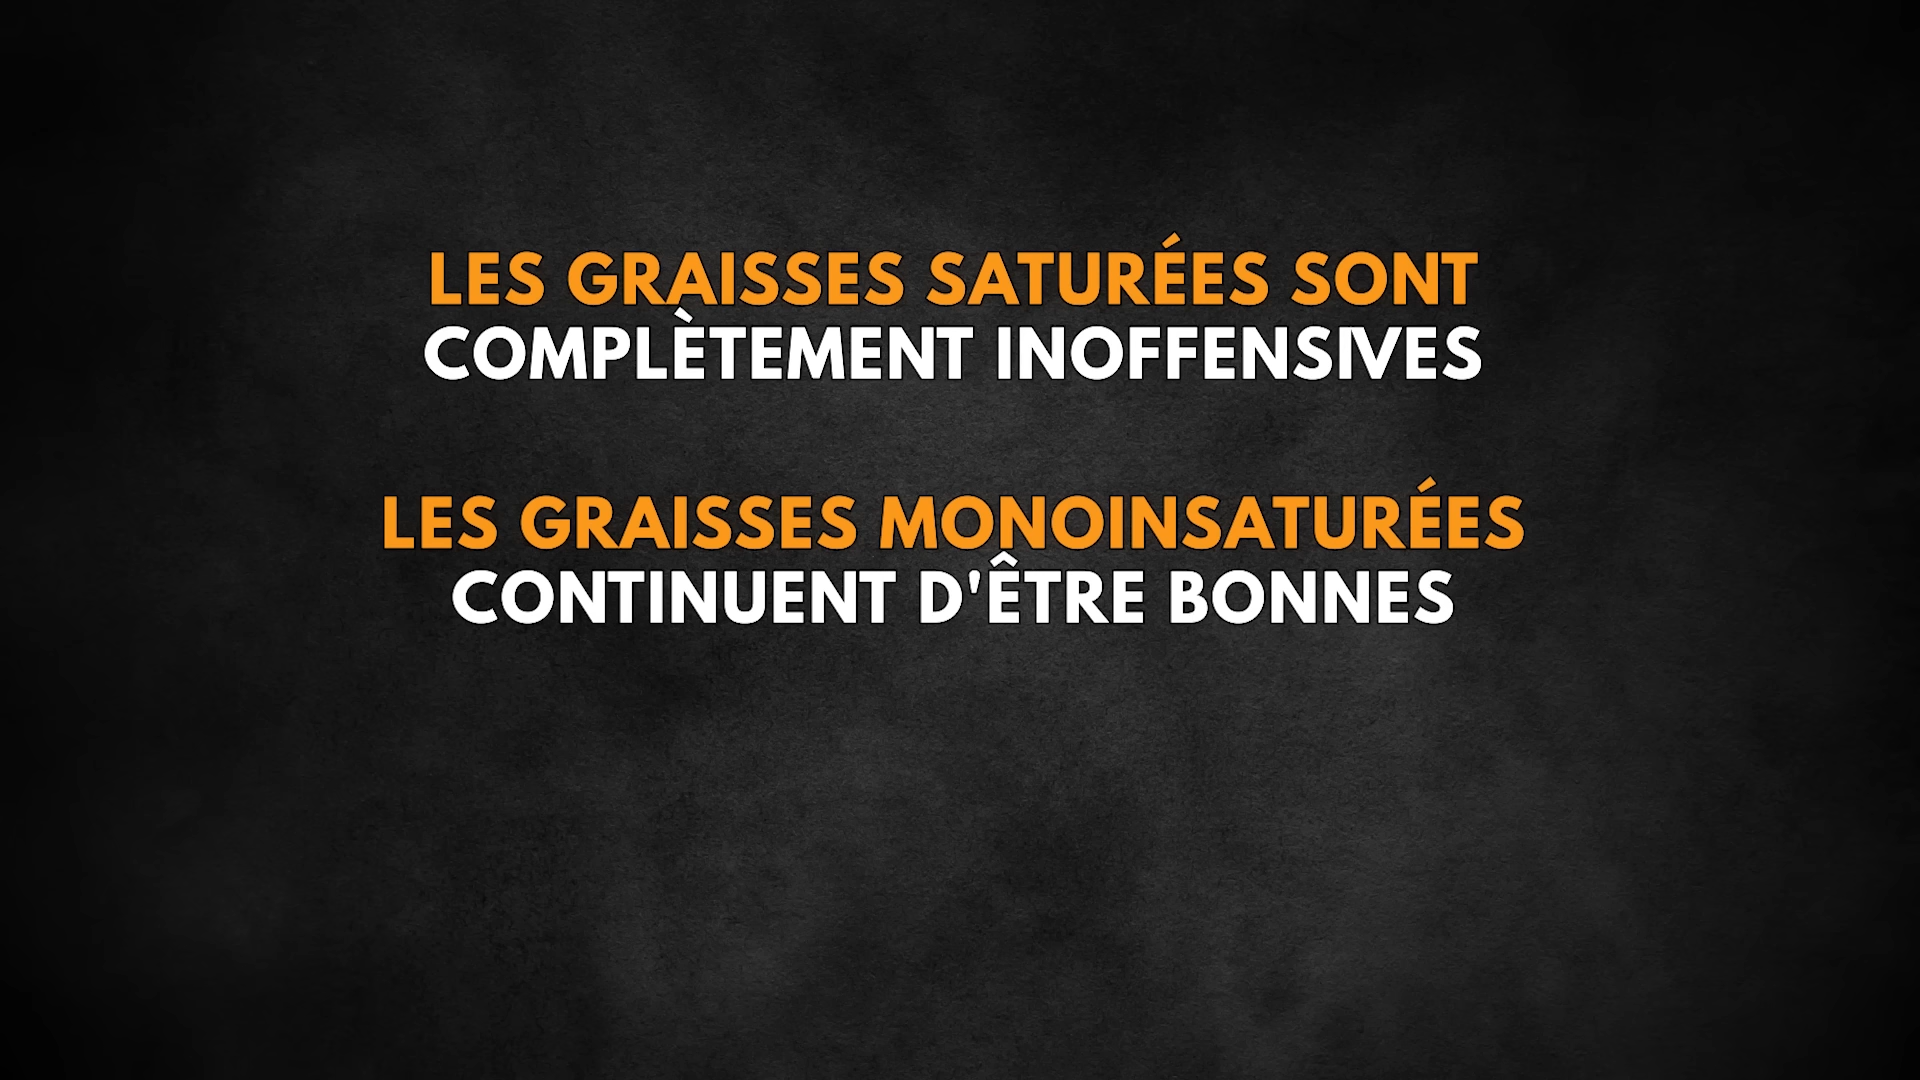 LES GRAISSES SATURÉES SONT
COMPLÈTEMENT INOFFENSIVES
LES GRAISSES MONOINSATURÉES
CONTINUENT D'ÊTRE BONNES